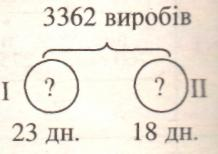 3362 виробів
I ? ? II
23 дн. 18 дн.